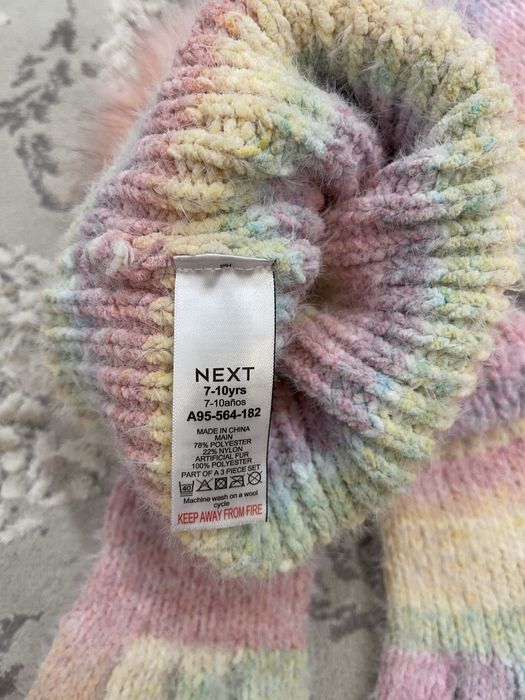 NEXT
7-10yrs
7-10años
A95-564-182
MADE IN CHINA
MAIN
78% POLYESTER
22% NYLON
ARTIFICIAL FUR
100% POLYESTER
PART OF A 3 PIECE SET
40
Machine wash on a wool
cycle
KEEP AWAY FROM FIRE